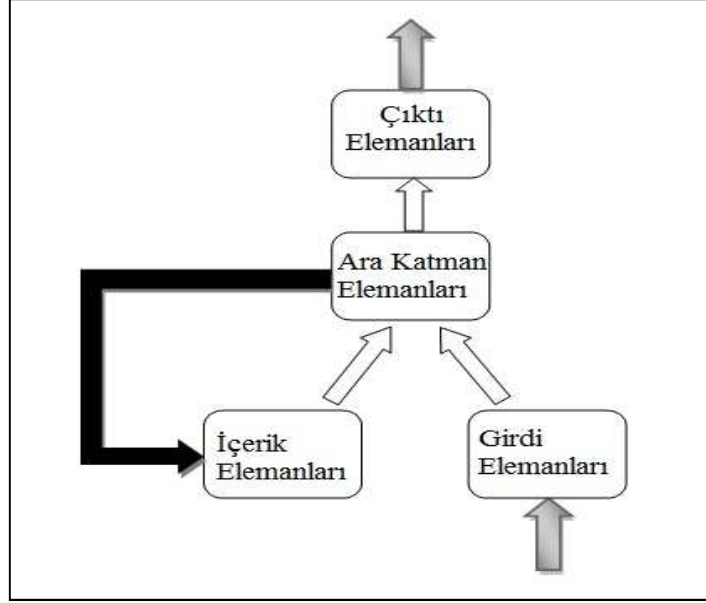 Çıktı
Elemanları
Ara Katman
Elemanları
İçerik
Elemanları
Girdi
Elemanları